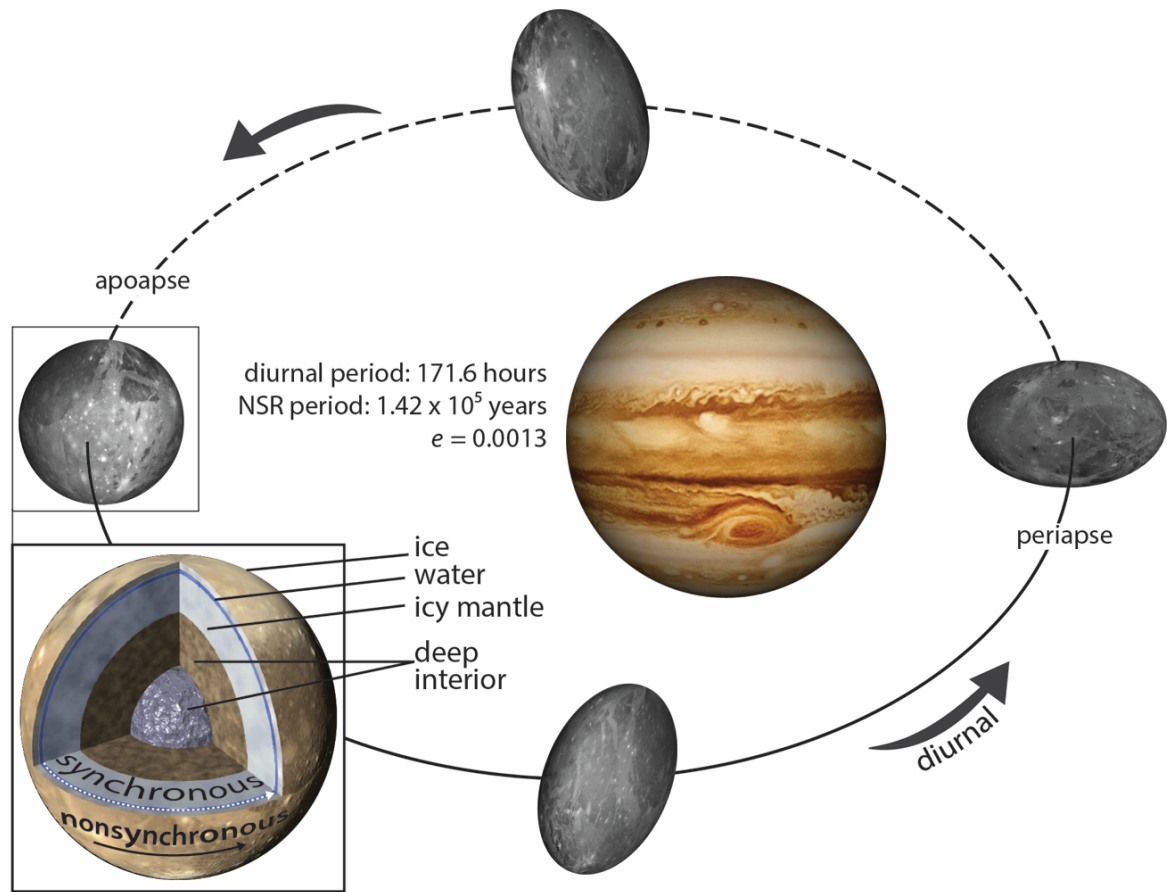 apoapse
diurnal period: 171.6 hours
NSR period: 1.42 x 10⁵ years
e = 0.0013
periapse
ice
water
icy mantle
deep
interior
diurnal
synchronous
nonsynchronous